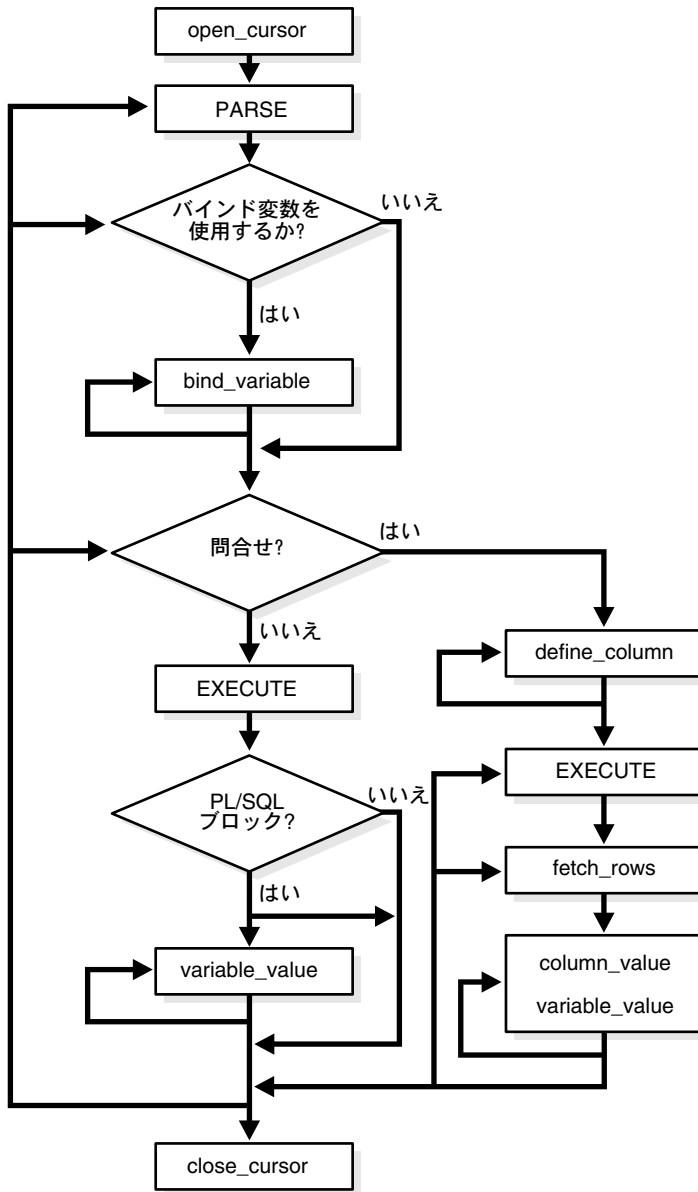 open_cursor
PARSE
バインド変数を
使用するか?
いいえ
はい
bind_variable
問合せ?
はい
いいえ
define_column
EXECUTE
EXECUTE
PL/SQL
ブロック?
いいえ
fetch_rows
はい
variable_value
column_value
variable_value
close_cursor